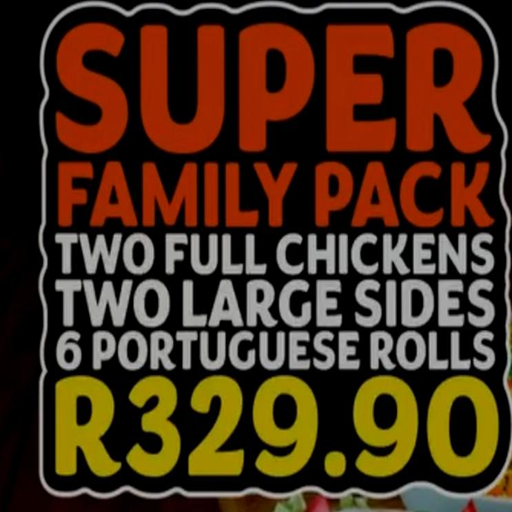 SUPER
FAMILY PACK
TWO FULL CHICKENS
TWO LARGE SIDES
6 PORTUGUESE ROLLS
R329.90